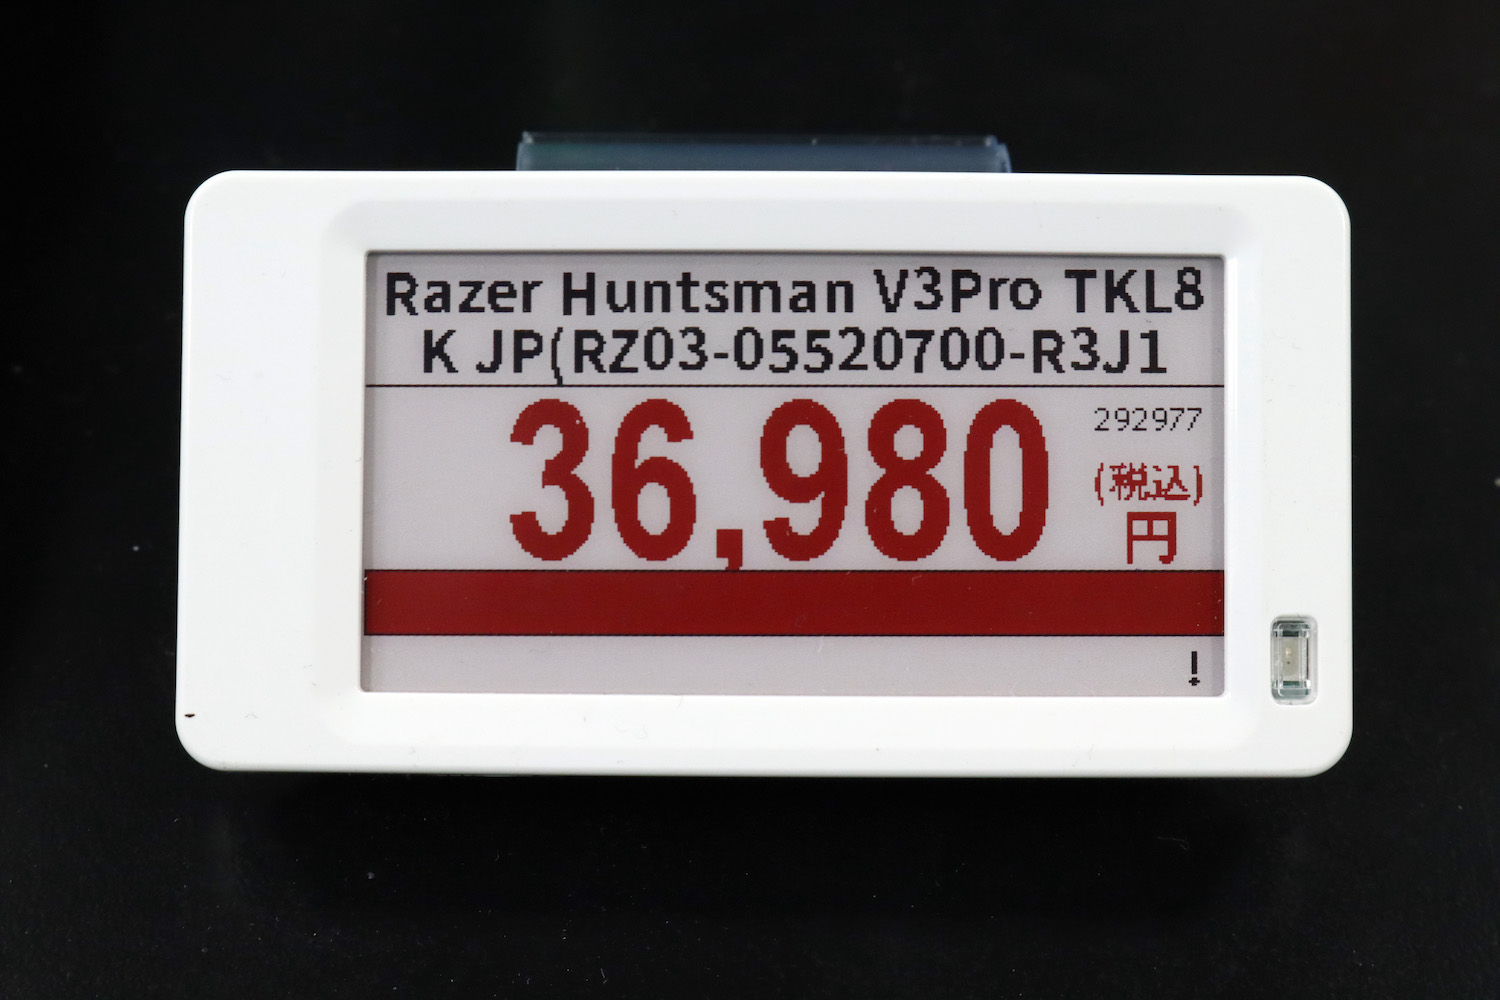 Razer Huntsman V3Pro TKL8
K JP(RZ03-05520700-R3J1
292977
36,980
(税込)
円
!